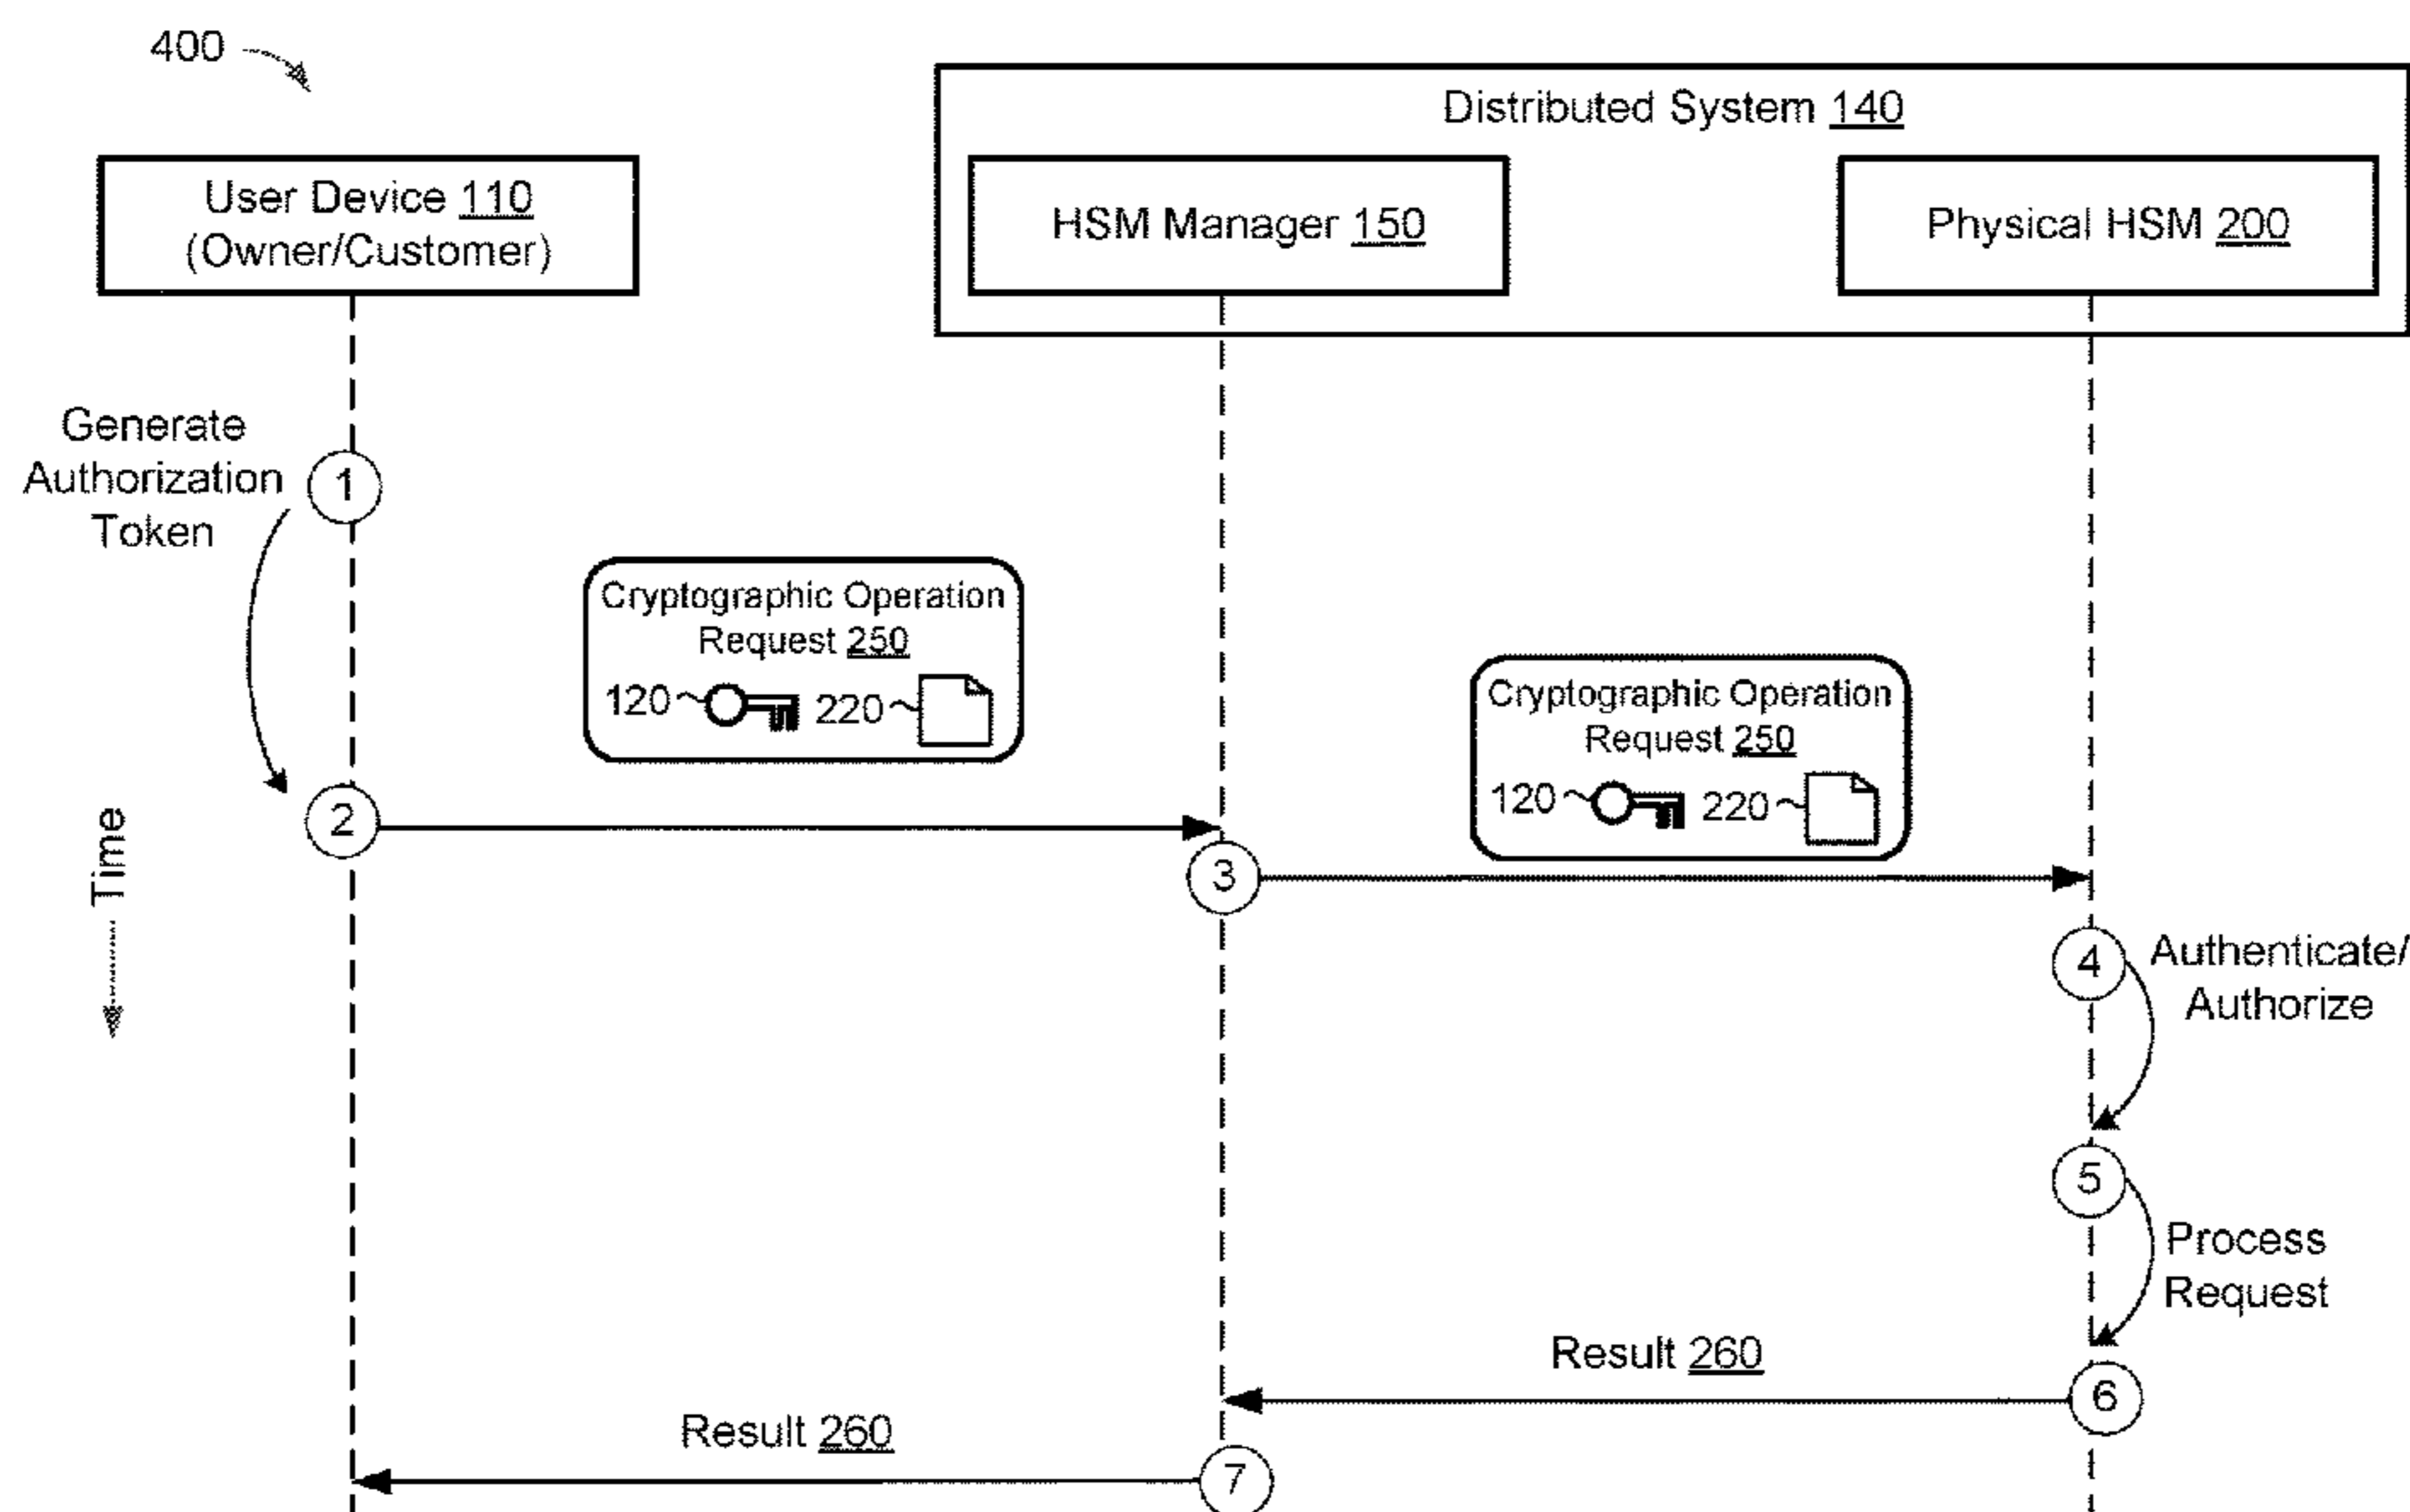 400
Distributed System 140
User Device 110
(Owner/Customer)
HSM Manager 150
Physical HSM 200
Generate
Authorization
Token
1
Cryptographic Operation
Request 250
120 220
Cryptographic Operation
Request 250
120 220
2
Time
3
4
Authenticate/
Authorize
5
Process
Request
Result 260
6
Result 260
7